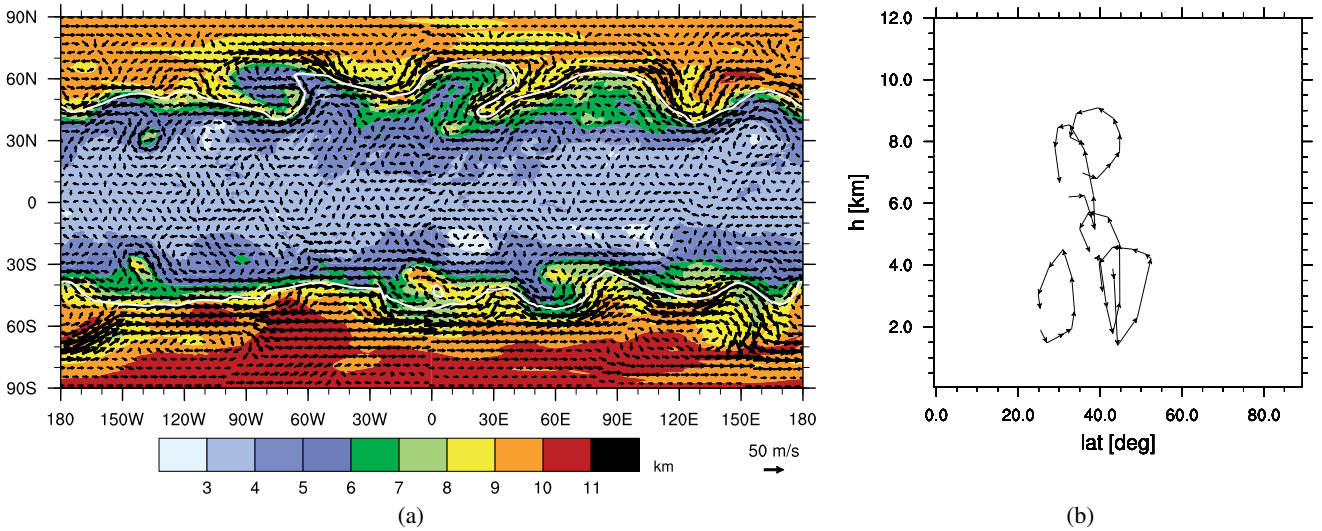 90N
60N
30N
0
30S
60S
90S
180 150W 120W 90W 60W 30W 0 30E 60E 90E 120E 150E 180
3 4 5 6 7 8 9 10 11
km
50 m/s
(a)
12.0
10.0
8.0
6.0
4.0
2.0
h [km]
0.0 20.0 40.0 60.0 80.0
lat [deg]
(b)